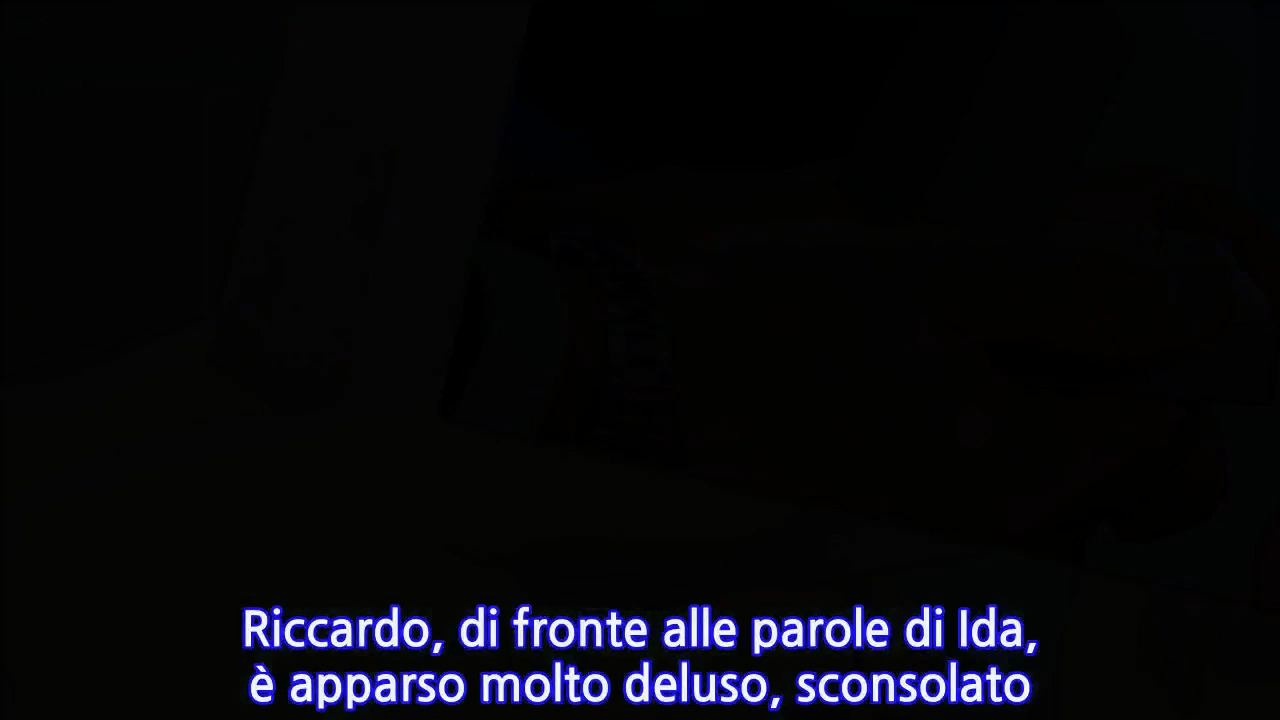 Riccardo, di fronte alle parole di Ida,
è apparso molto deluso, sconsolato